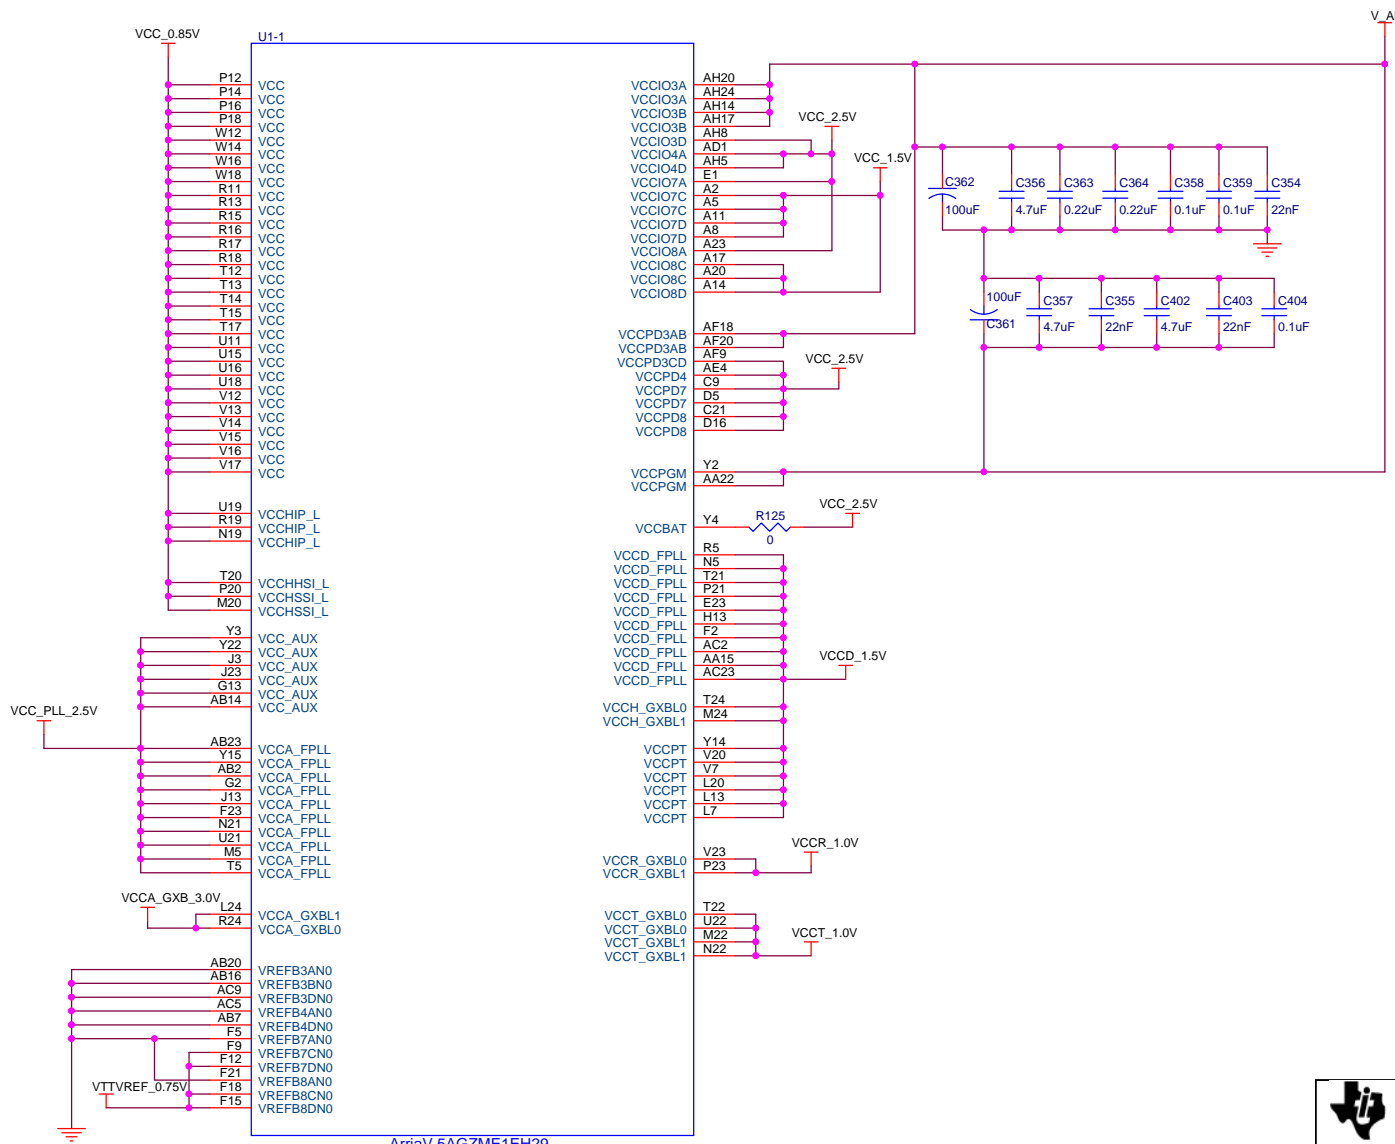 V_A
VCC_0.85V
U1-1
P12 VCC
P14 VCC
P16 VCC
P18 VCC
W12 VCC
W14 VCC
W16 VCC
W18 VCC
R11 VCC
R13 VCC
R15 VCC
R16 VCC
R17 VCC
R18 VCC
T12 VCC
T13 VCC
T14 VCC
T15 VCC
T17 VCC
U11 VCC
U15 VCC
U16 VCC
U18 VCC
V12 VCC
V13 VCC
V14 VCC
V15 VCC
V16 VCC
V17 VCC
U19 VCCHIP_L
R19 VCCHIP_L
N19 VCCHIP_L
T20 VCCHHSI_L
P20 VCCHSSI_L
M20 VCCHSSI_L
Y3 VCC_AUX
Y22 VCC_AUX
J3 VCC_AUX
J23 VCC_AUX
G13 VCC_AUX
AB14 VCC_AUX
VCC_PLL_2.5V
AB23 VCCA_FPLL
Y15 VCCA_FPLL
AB2 VCCA_FPLL
G2 VCCA_FPLL
J13 VCCA_FPLL
F23 VCCA_FPLL
N21 VCCA_FPLL
U21 VCCA_FPLL
M5 VCCA_FPLL
T5 VCCA_FPLL
VCCA_GXB_3.0V
L24 VCCA_GXBL1
R24 VCCA_GXBL0
AB20 VREFB3AN0
AB16 VREFB3BN0
AC9 VREFB3DN0
AC5 VREFB4AN0
AB7 VREFB4DN0
F5 VREFB7AN0
F9 VREFB7CN0
F12 VREFB7DN0
F21 VREFB8AN0
F18 VREFB8CN0
F15 VREFB8DN0
VTTVREF_0.75V
VCCIO3A AH20
VCCIO3A AH24
VCCIO3B AH14
VCCIO3B AH17
VCCIO3D AH8
VCCIO4A AD1
VCCIO4D AH5
VCCIO7A E1
VCCIO7C A2
VCCIO7C A5
VCCIO7D A11
VCCIO7D A8
VCCIO8A A23
VCCIO8C A17
VCCIO8C A20
VCCIO8D A14
VCC_2.5V
VCC_1.5V
VCCPD3AB AF18
VCCPD3AB AF20
VCCPD3CD AF9
VCCPD4 AE4
VCCPD7 C9
VCCPD7 D5
VCCPD8 C21
VCCPD8 D16
VCC_2.5V
VCCPGM Y2
VCCPGM AA22
VCCBAT Y4
R125
0
VCC_2.5V
VCCD_FPLL R5
VCCD_FPLL N5
VCCD_FPLL T21
VCCD_FPLL P21
VCCD_FPLL E23
VCCD_FPLL H13
VCCD_FPLL F2
VCCD_FPLL AC2
VCCD_FPLL AA15
VCCD_FPLL AC23
VCCD_1.5V
VCCH_GXBL0 T24
VCCH_GXBL1 M24
VCCPT Y14
VCCPT V20
VCCPT V7
VCCPT L20
VCCPT L13
VCCPT L7
VCCR_GXBL0 V23
VCCR_GXBL1 P23
VCCR_1.0V
VCCT_GXBL0 T22
VCCT_GXBL0 U22
VCCT_GXBL1 M22
VCCT_GXBL1 N22
VCCT_1.0V
C362 C356 C363 C364 C358 C359 C354
100uF 4.7uF 0.22uF 0.22uF 0.1uF 0.1uF 22nF
100uF C357 C355 C402 C403 C404
C361 4.7uF 22nF 4.7uF 22nF 0.1uF
ArriaV 5AGZME1EH29